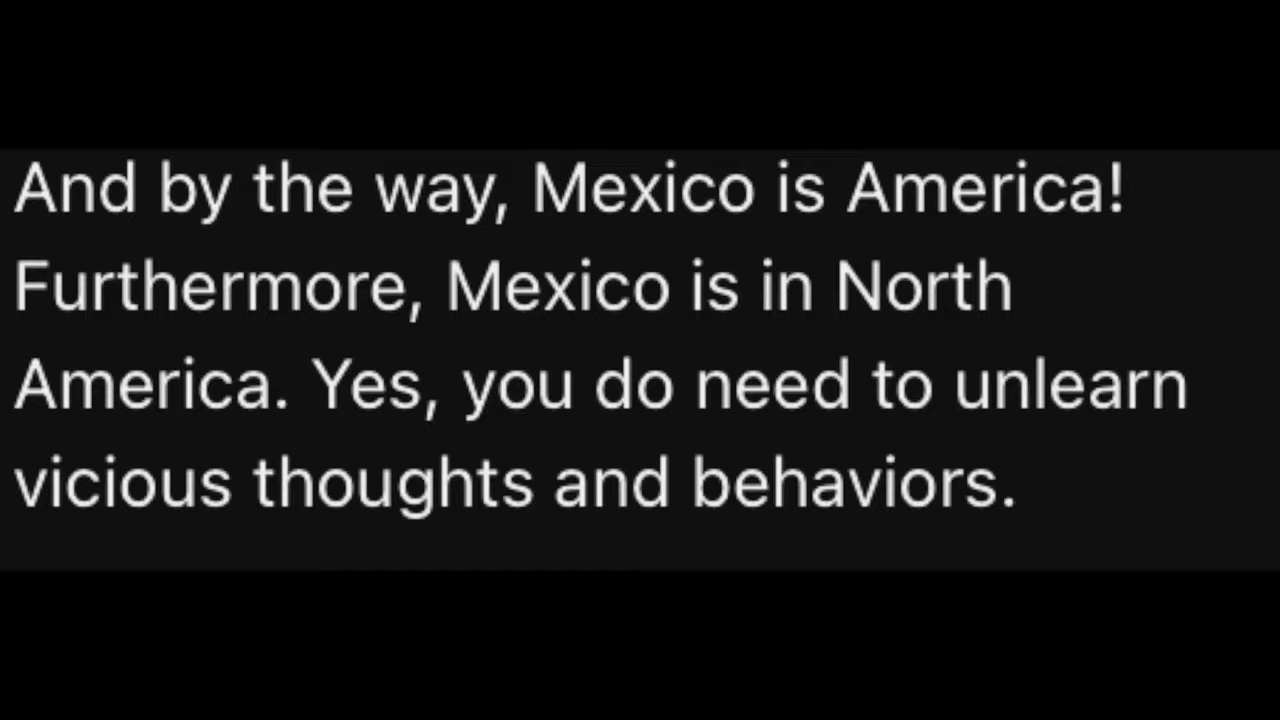 And by the way, Mexico is America!
Furthermore, Mexico is in North
America. Yes, you do need to unlearn
vicious thoughts and behaviors.